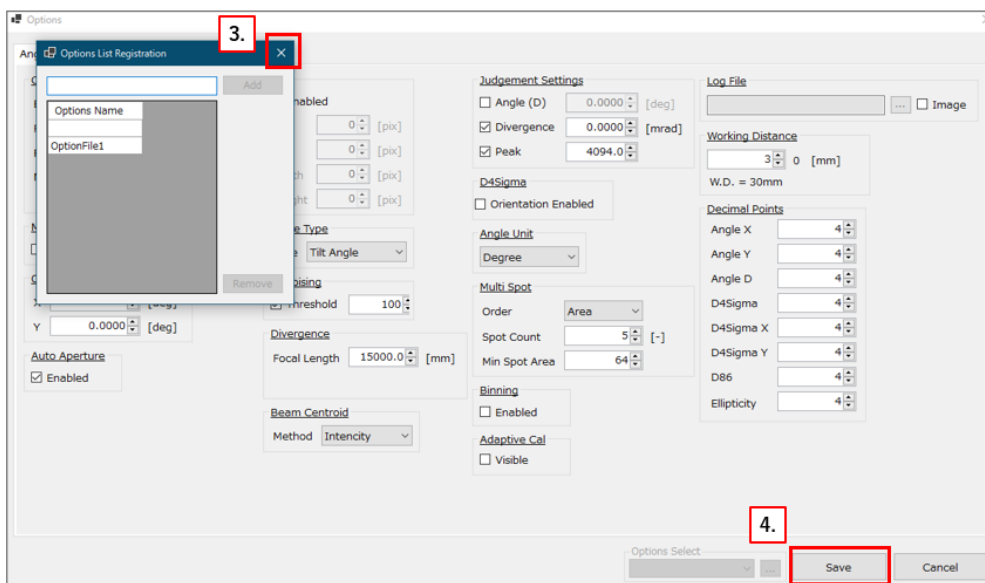 Options
3.
Ang
Options List Registration
Add
Options Name
OptionFile1
Remove
nabled
0 [pix]
0 [pix]
th 0 [pix]
ght 0 [pix]
e Type
e Tilt Angle
oising
Threshold 100
X [deg]
Y 0.0000 [deg]
Auto Aperture
Enabled
Divergence
Focal Length 15000.0 [mm]
Beam Centroid
Method Intencity
Judgement Settings
Angle (D) 0.0000 [deg]
Divergence 0.0000 [mrad]
Peak 4094.0
D4Sigma
Orientation Enabled
Angle Unit
Degree
Multi Spot
Order Area
Spot Count 5 [-]
Min Spot Area 64
Binning
Enabled
Adaptive Cal
Visible
Log File
... Image
Working Distance
3 0 [mm]
W.D. = 30mm
Decimal Points
Angle X 4
Angle Y 4
Angle D 4
D4Sigma 4
D4Sigma X 4
D4Sigma Y 4
D86 4
Ellipticity 4
4.
Options Select
...
Save
Cancel